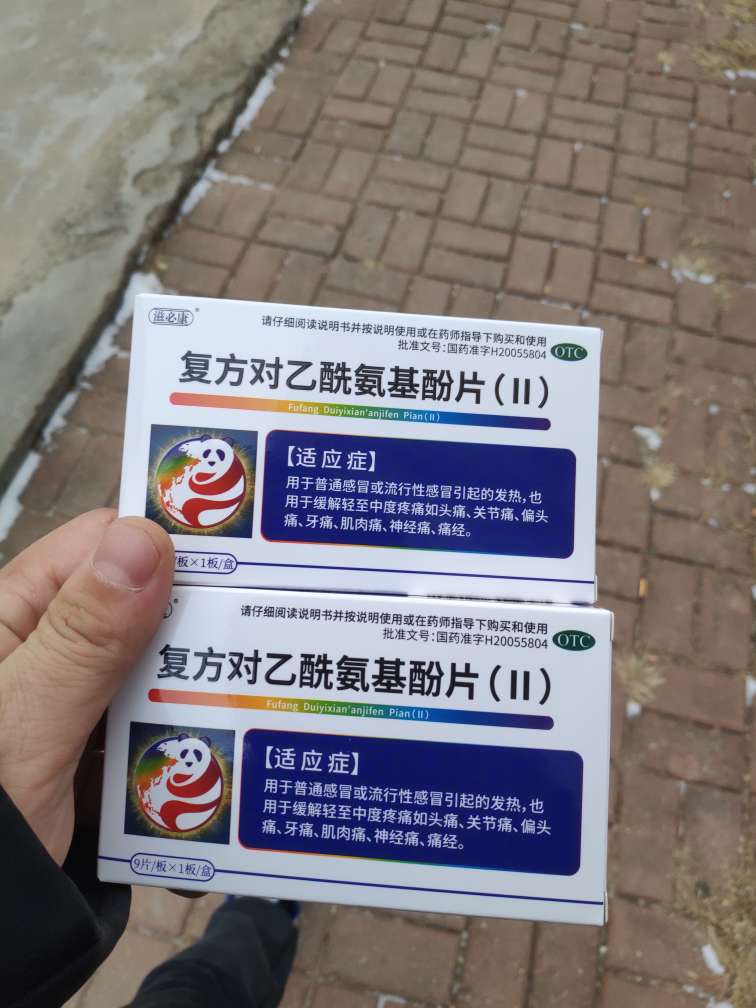 滋必康®
请仔细阅读说明书并按说明使用或在药师指导下购买和使用
批准文号:国药准字H20055804
OTC
复方对乙酰氨基酚片(II)
Fufang Duiyixian'anjifen Pian(II)
【适应症】
用于普通感冒或流行性感冒引起的发热,也
用于缓解轻至中度疼痛如头痛、关节痛、偏头
痛、牙痛、肌肉痛、神经痛、痛经。
/板×1板/盒
®
请仔细阅读说明书并按说明使用或在药师指导下购买和使用
批准文号:国药准字H20055804
OTC
复方对乙酰氨基酚片(II)
Fufang Duiyixian'anjifen Pian(II)
【适应症】
用于普通感冒或流行性感冒引起的发热,也
用于缓解轻至中度疼痛如头痛、关节痛、偏头
痛、牙痛、肌肉痛、神经痛、痛经。
9片/板×1板/盒